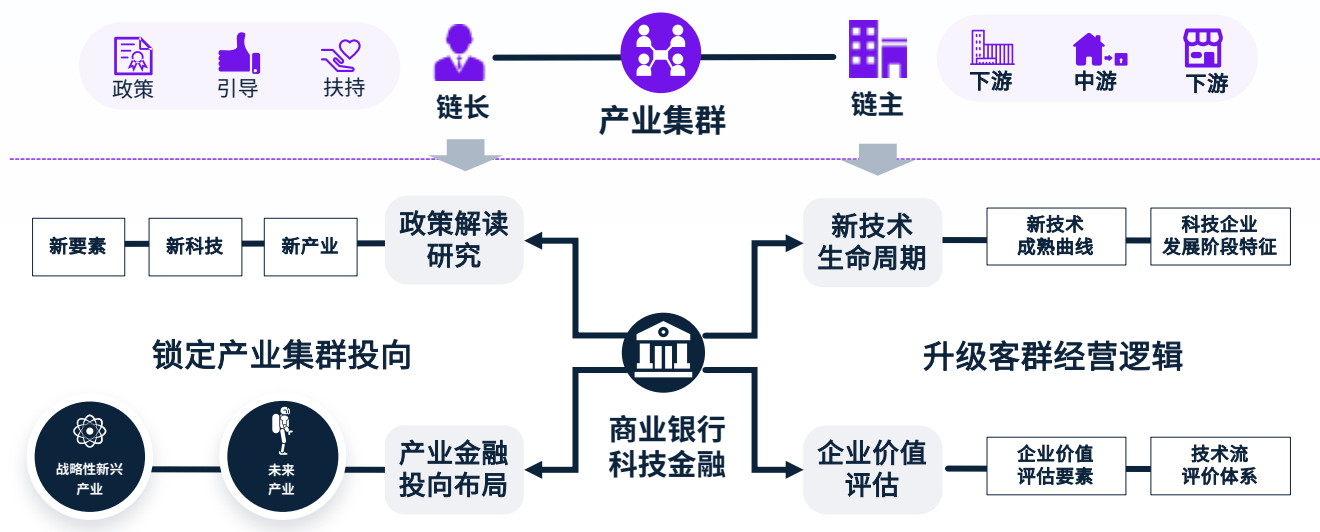 政策
引导
扶持
链长
产业集群
链主
下游
中游
下游
新要素
新科技
新产业
政策解读
研究
新技术
生命周期
新技术
成熟曲线
科技企业
发展阶段特征
锁定产业集群投向
升级客群经营逻辑
商业银行
科技金融
战略性新兴
产业
未来
产业
产业金融
投向布局
企业价值
评估
企业价值
评估要素
技术流
评价体系